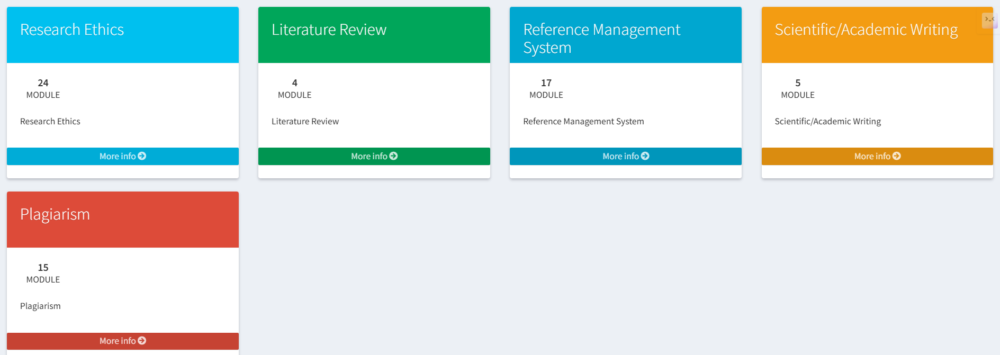 Research Ethics
24
MODULE
Research Ethics
More info
Literature Review
4
MODULE
Literature Review
More info
Reference Management
System
17
MODULE
Reference Management System
More info
Scientific/Academic Writing
5
MODULE
Scientific/Academic Writing
More info
Plagiarism
15
MODULE
Plagiarism
More info